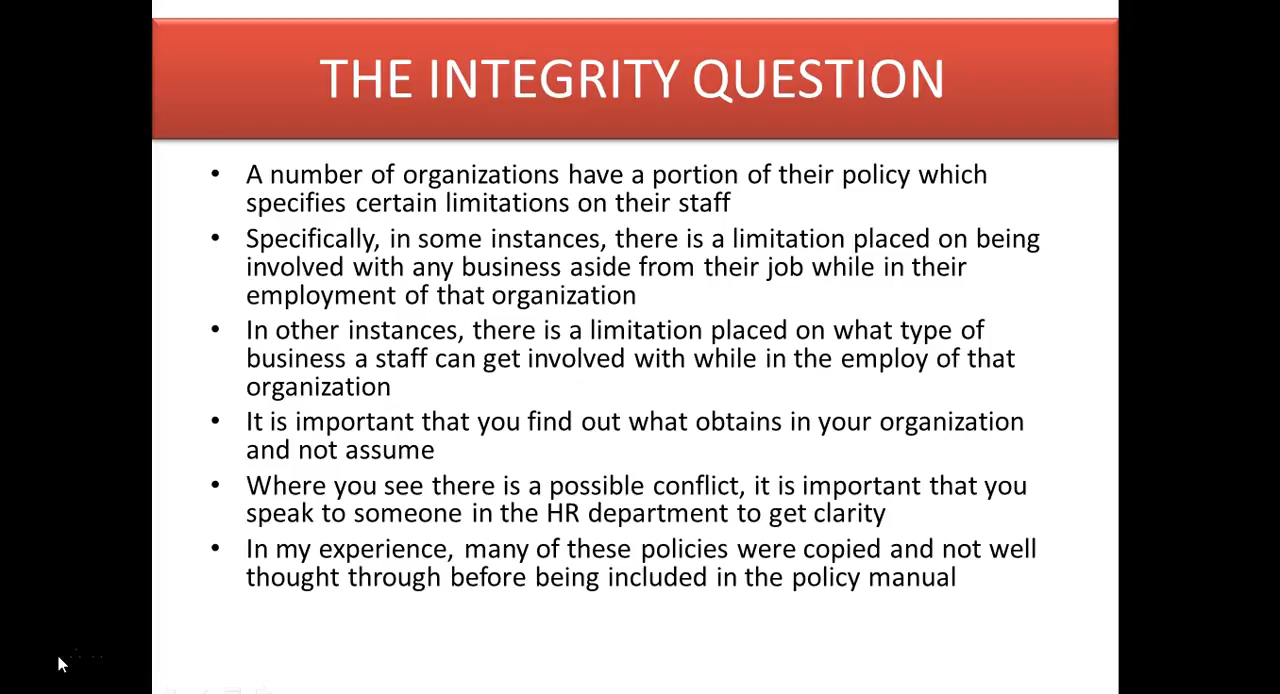 THE INTEGRITY QUESTION
• A number of organizations have a portion of their policy which
specifies certain limitations on their staff
• Specifically, in some instances, there is a limitation placed on being
involved with any business aside from their job while in their
employment of that organization
• In other instances, there is a limitation placed on what type of
business a staff can get involved with while in the employ of that
organization
• It is important that you find out what obtains in your organization
and not assume
• Where you see there is a possible conflict, it is important that you
speak to someone in the HR department to get clarity
• In my experience, many of these policies were copied and not well
thought through before being included in the policy manual